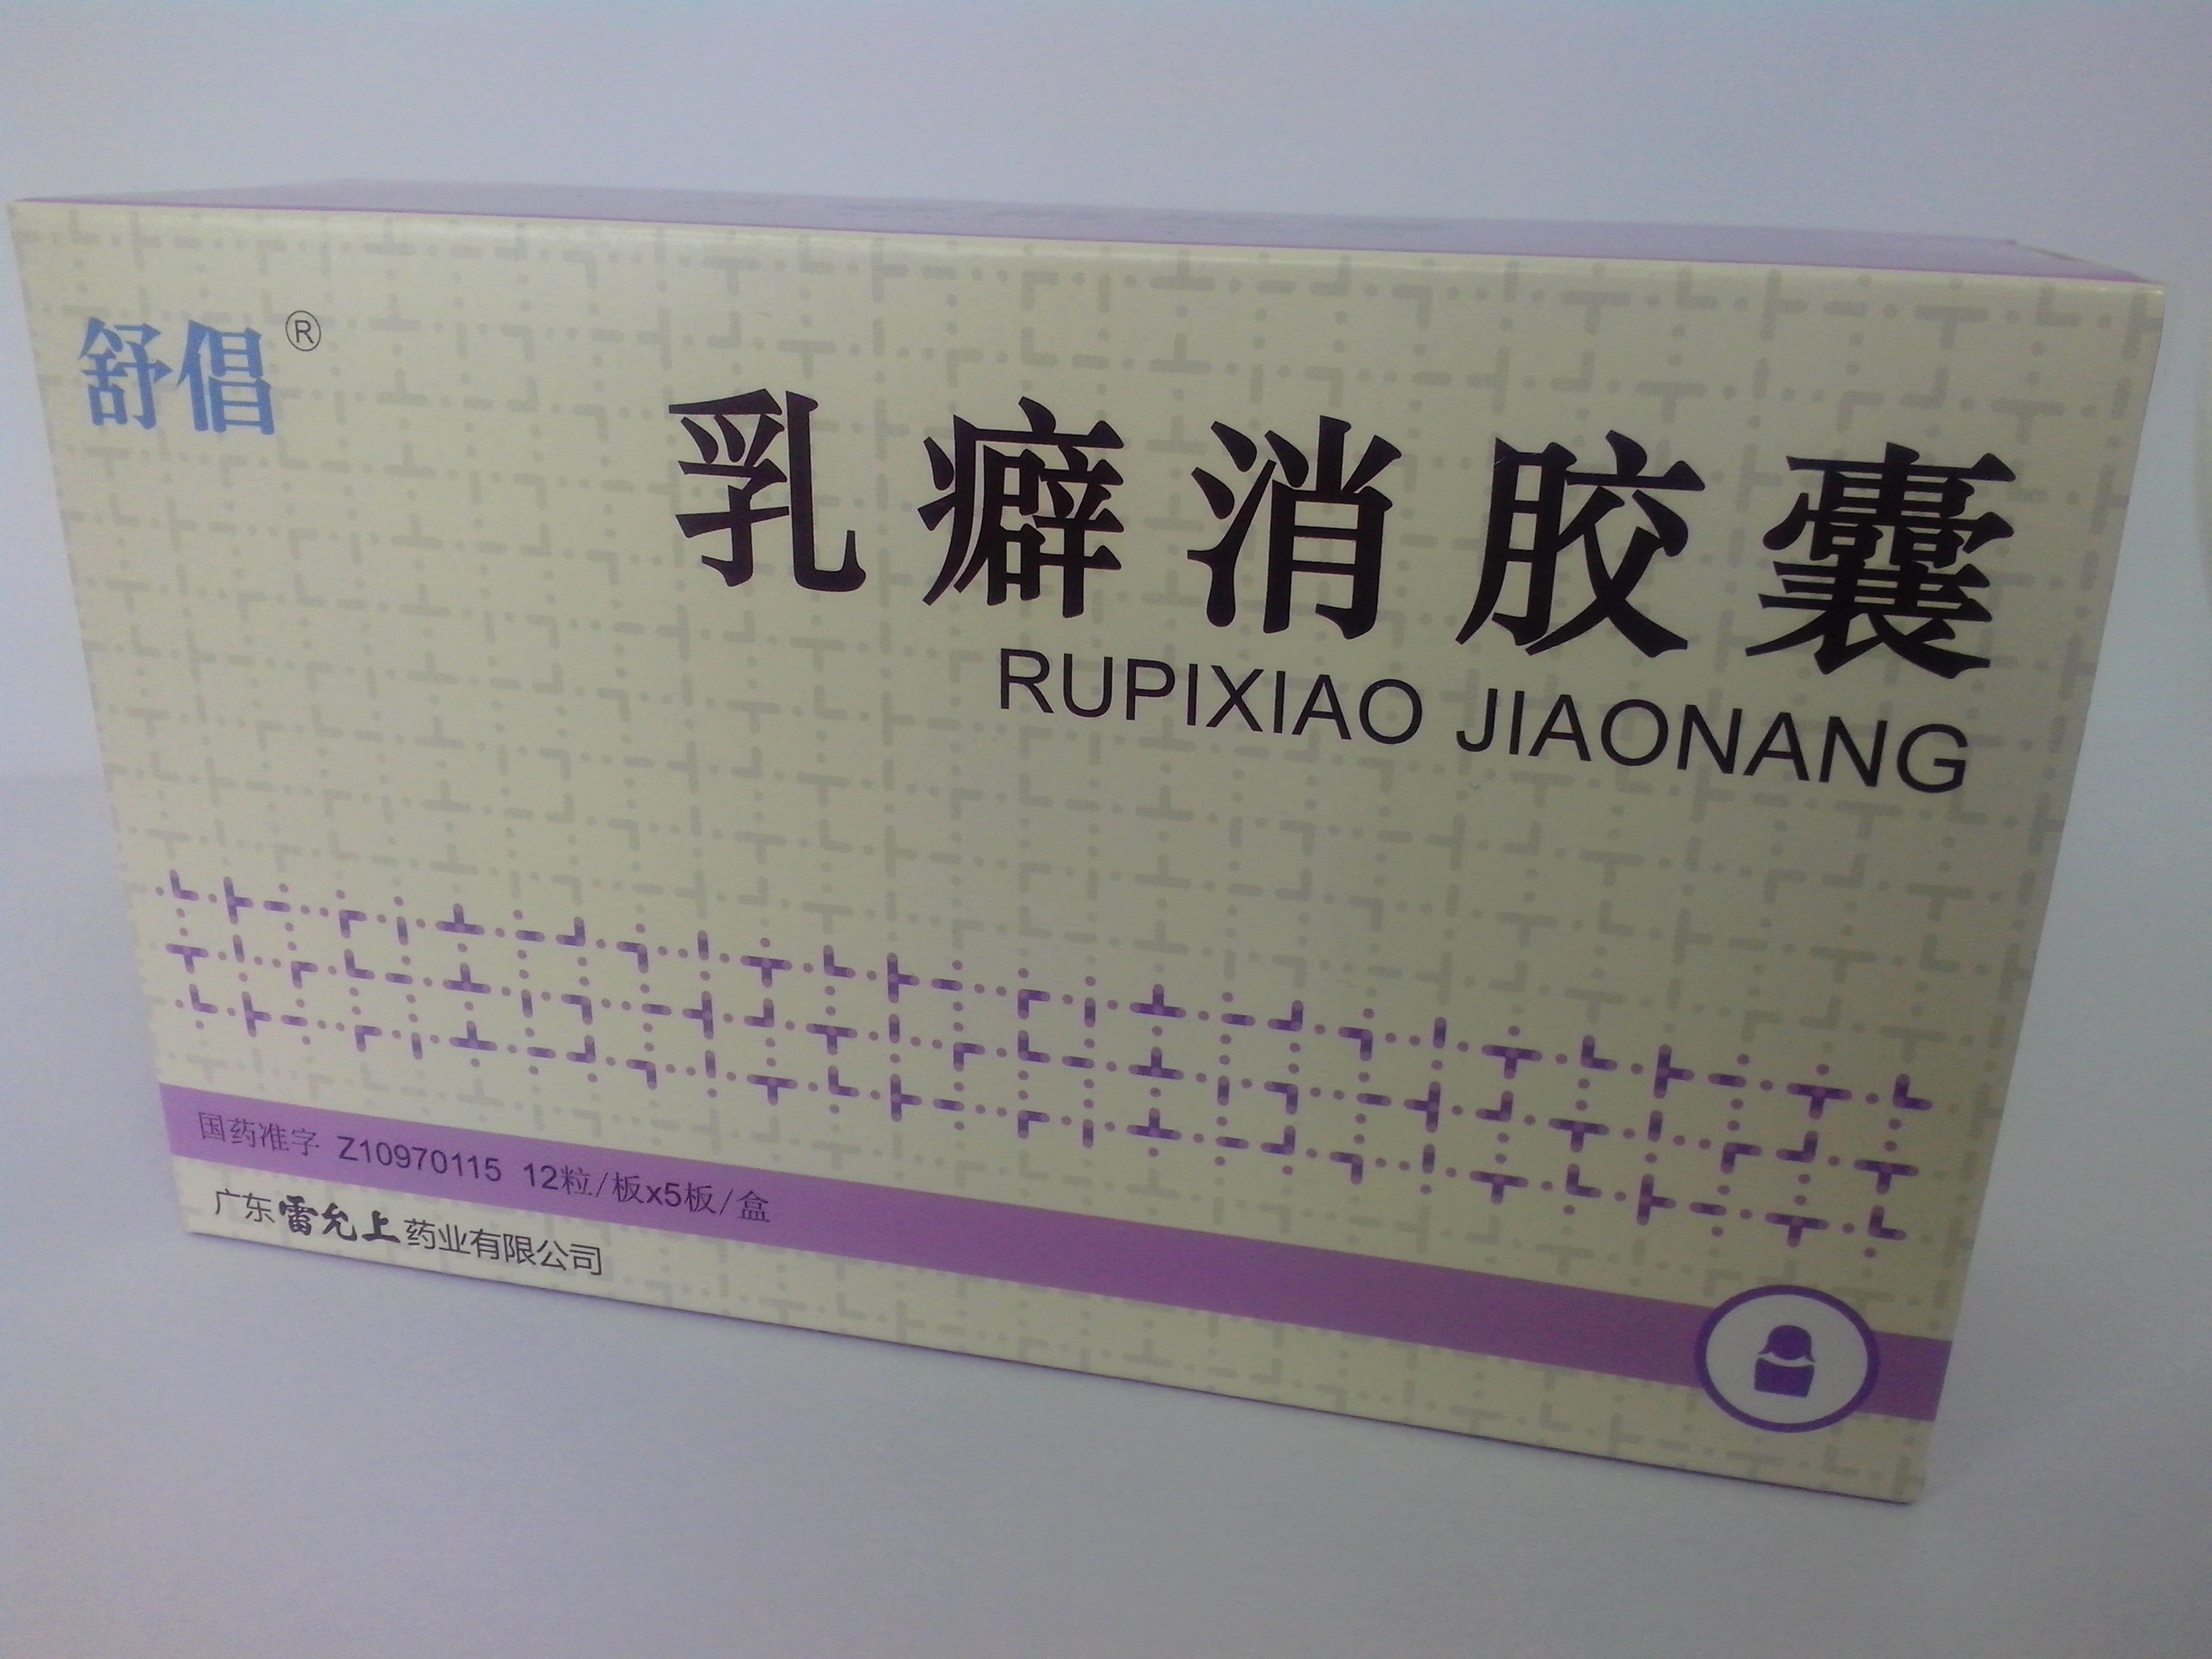 舒倡®
乳癖消胶囊
RUPIXIAO JIAONANG
国药准字 Z10970115 12粒/板x5板/盒
广东雷允上药业有限公司